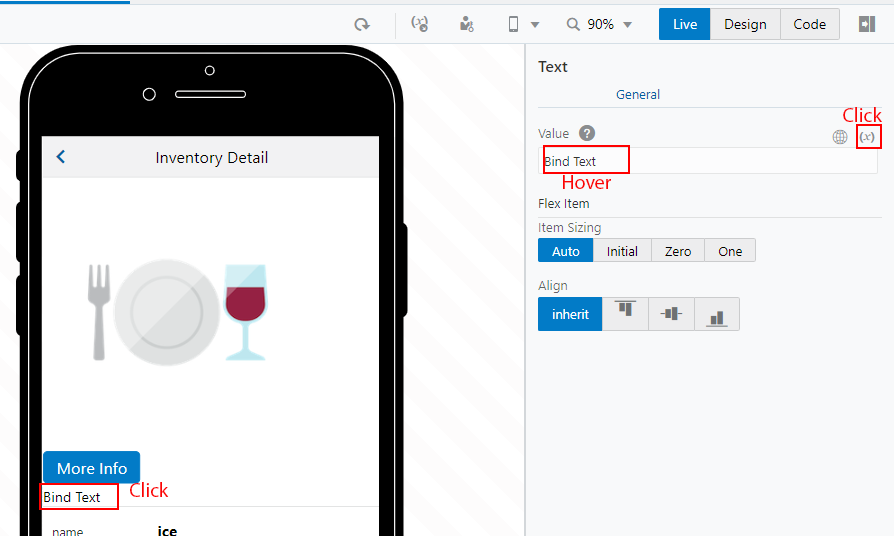 90%
Live
Design
Code
Text
General
Click
Value ?
(x)
Bind Text
Hover
Flex Item
Item Sizing
Auto
Initial
Zero
One
Align
inherit
Inventory Detail
More Info
Bind Text
Click
name
ice